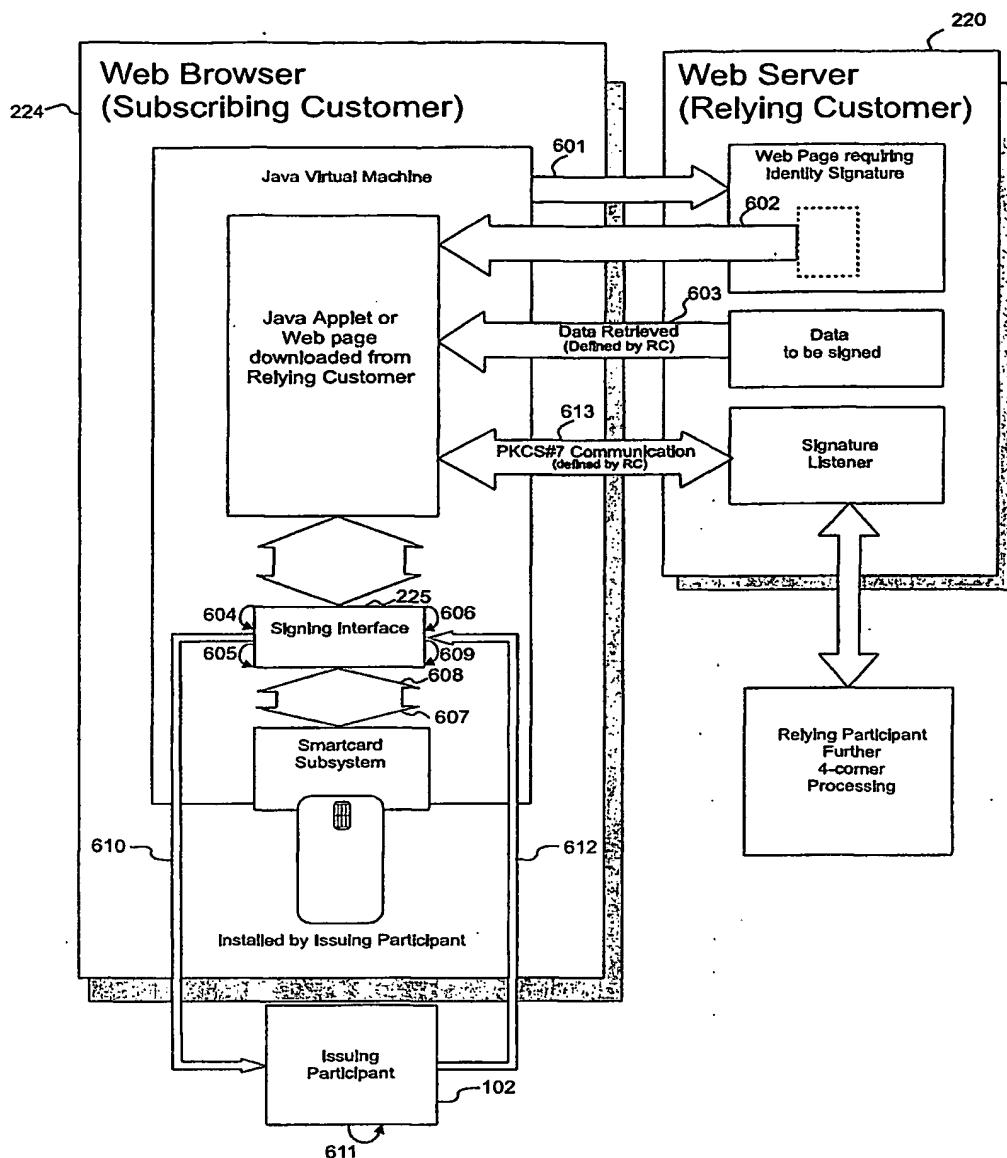 220
Web Browser
(Subscribing Customer)
224
Web Server
(Relying Customer)
Java Virtual Machine
601
Web Page requiring
Identity Signature
602
Java Applet or
Web page
downloaded from
Relying Customer
603
Data Retrieved
(Defined by RC)
Data
to be signed
613
PKCS#7 Communication
(defined by RC)
Signature
Listener
225
604
606
Signing Interface
605
609
608
607
Smartcard
Subsystem
Relying Participant
Further
4-corner
Processing
610
612
Installed by Issuing Participant
Issuing
Participant
102
611